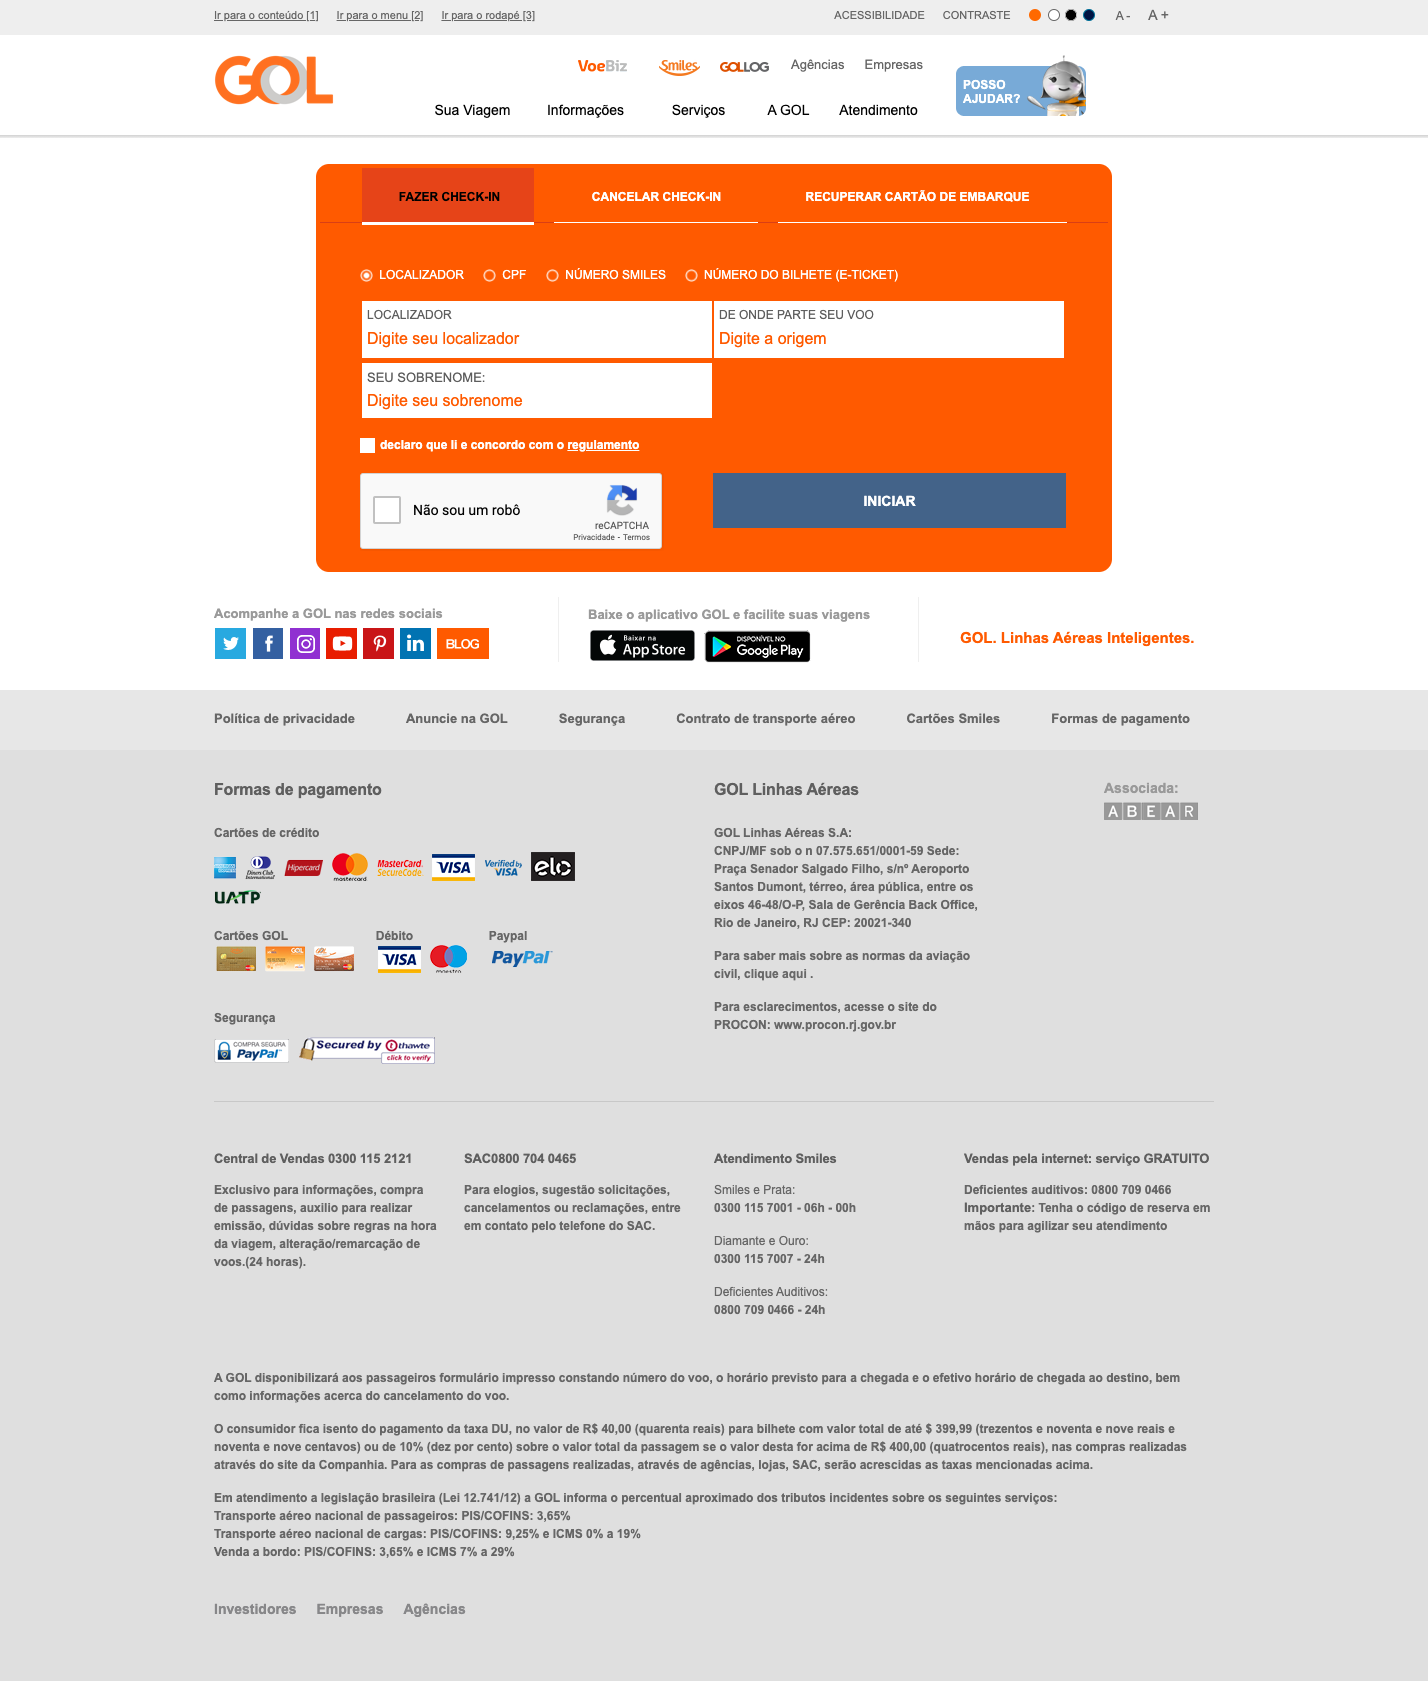 Ir para o conteúdo [1] Ir para o menu [2] Ir para o rodapé [3] ACESSIBILIDADE CONTRASTE A - A +
GOL VoeBiz Smiles GOLLOG Agências Empresas
POSSO
AJUDAR?
Sua Viagem Informações Serviços A GOL Atendimento
FAZER CHECK-IN CANCELAR CHECK-IN RECUPERAR CARTÃO DE EMBARQUE
LOCALIZADOR CPF NÚMERO SMILES NÚMERO DO BILHETE (E-TICKET)
LOCALIZADOR DE ONDE PARTE SEU VOO
Digite seu localizador Digite a origem
SEU SOBRENOME:
Digite seu sobrenome
declaro que li e concordo com o regulamento
Não sou um robô
reCAPTCHA
Privacidade - Termos
INICIAR
Acompanhe a GOL nas redes sociais
BLOG
Baixe o aplicativo GOL e facilite suas viagens
Baixar na
App Store
DISPONÍVEL NO
Google Play
GOL. Linhas Aéreas Inteligentes.
Política de privacidade Anuncie na GOL Segurança Contrato de transporte aéreo Cartões Smiles Formas de pagamento
Formas de pagamento
Cartões de crédito
Diners Club
International
Hipercard
mastercard
MasterCard.
SecureCode.
VISA
Verified by
VISA
elo
UATP
Cartões GOL Débito Paypal
VISA
maestro
PayPal
Segurança
COMPRA SEGURA
PayPal
Secured by thawte
click to verify
GOL Linhas Aéreas
GOL Linhas Aéreas S.A:
CNPJ/MF sob o n 07.575.651/0001-59 Sede:
Praça Senador Salgado Filho, s/nº Aeroporto
Santos Dumont, térreo, área pública, entre os
eixos 46-48/O-P, Sala de Gerência Back Office,
Rio de Janeiro, RJ CEP: 20021-340
Para saber mais sobre as normas da aviação
civil, clique aqui .
Para esclarecimentos, acesse o site do
PROCON: www.procon.rj.gov.br
Associada:
ABEAR
Central de Vendas 0300 115 2121
Exclusivo para informações, compra
de passagens, auxilio para realizar
emissão, dúvidas sobre regras na hora
da viagem, alteração/remarcação de
voos.(24 horas).
SAC0800 704 0465
Para elogios, sugestão solicitações,
cancelamentos ou reclamações, entre
em contato pelo telefone do SAC.
Atendimento Smiles
Smiles e Prata:
0300 115 7001 - 06h - 00h
Diamante e Ouro:
0300 115 7007 - 24h
Deficientes Auditivos:
0800 709 0466 - 24h
Vendas pela internet: serviço GRATUITO
Deficientes auditivos: 0800 709 0466
Importante: Tenha o código de reserva em
mãos para agilizar seu atendimento
A GOL disponibilizará aos passageiros formulário impresso constando número do voo, o horário previsto para a chegada e o efetivo horário de chegada ao destino, bem
como informações acerca do cancelamento do voo.
O consumidor fica isento do pagamento da taxa DU, no valor de R$ 40,00 (quarenta reais) para bilhete com valor total de até $ 399,99 (trezentos e noventa e nove reais e
noventa e nove centavos) ou de 10% (dez por cento) sobre o valor total da passagem se o valor desta for acima de R$ 400,00 (quatrocentos reais), nas compras realizadas
através do site da Companhia. Para as compras de passagens realizadas, através de agências, lojas, SAC, serão acrescidas as taxas mencionadas acima.
Em atendimento a legislação brasileira (Lei 12.741/12) a GOL informa o percentual aproximado dos tributos incidentes sobre os seguintes serviços:
Transporte aéreo nacional de passageiros: PIS/COFINS: 3,65%
Transporte aéreo nacional de cargas: PIS/COFINS: 9,25% e ICMS 0% a 19%
Venda a bordo: PIS/COFINS: 3,65% e ICMS 7% a 29%
Investidores Empresas Agências